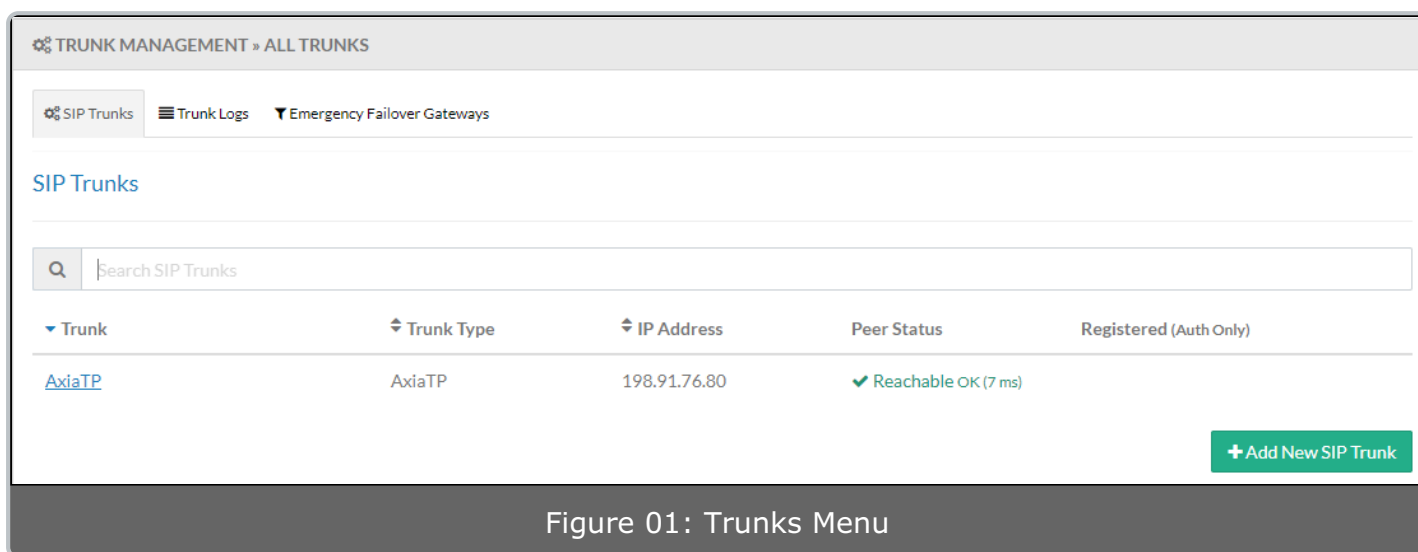 TRUNK MANAGEMENT » ALL TRUNKS
SIP Trunks Trunk Logs Emergency Failover Gateways
SIP Trunks
Search SIP Trunks
Trunk Trunk Type IP Address Peer Status Registered (Auth Only)
AxiaTP AxiaTP 198.91.76.80 Reachable OK (7 ms)
+ Add New SIP Trunk
Figure 01: Trunks Menu